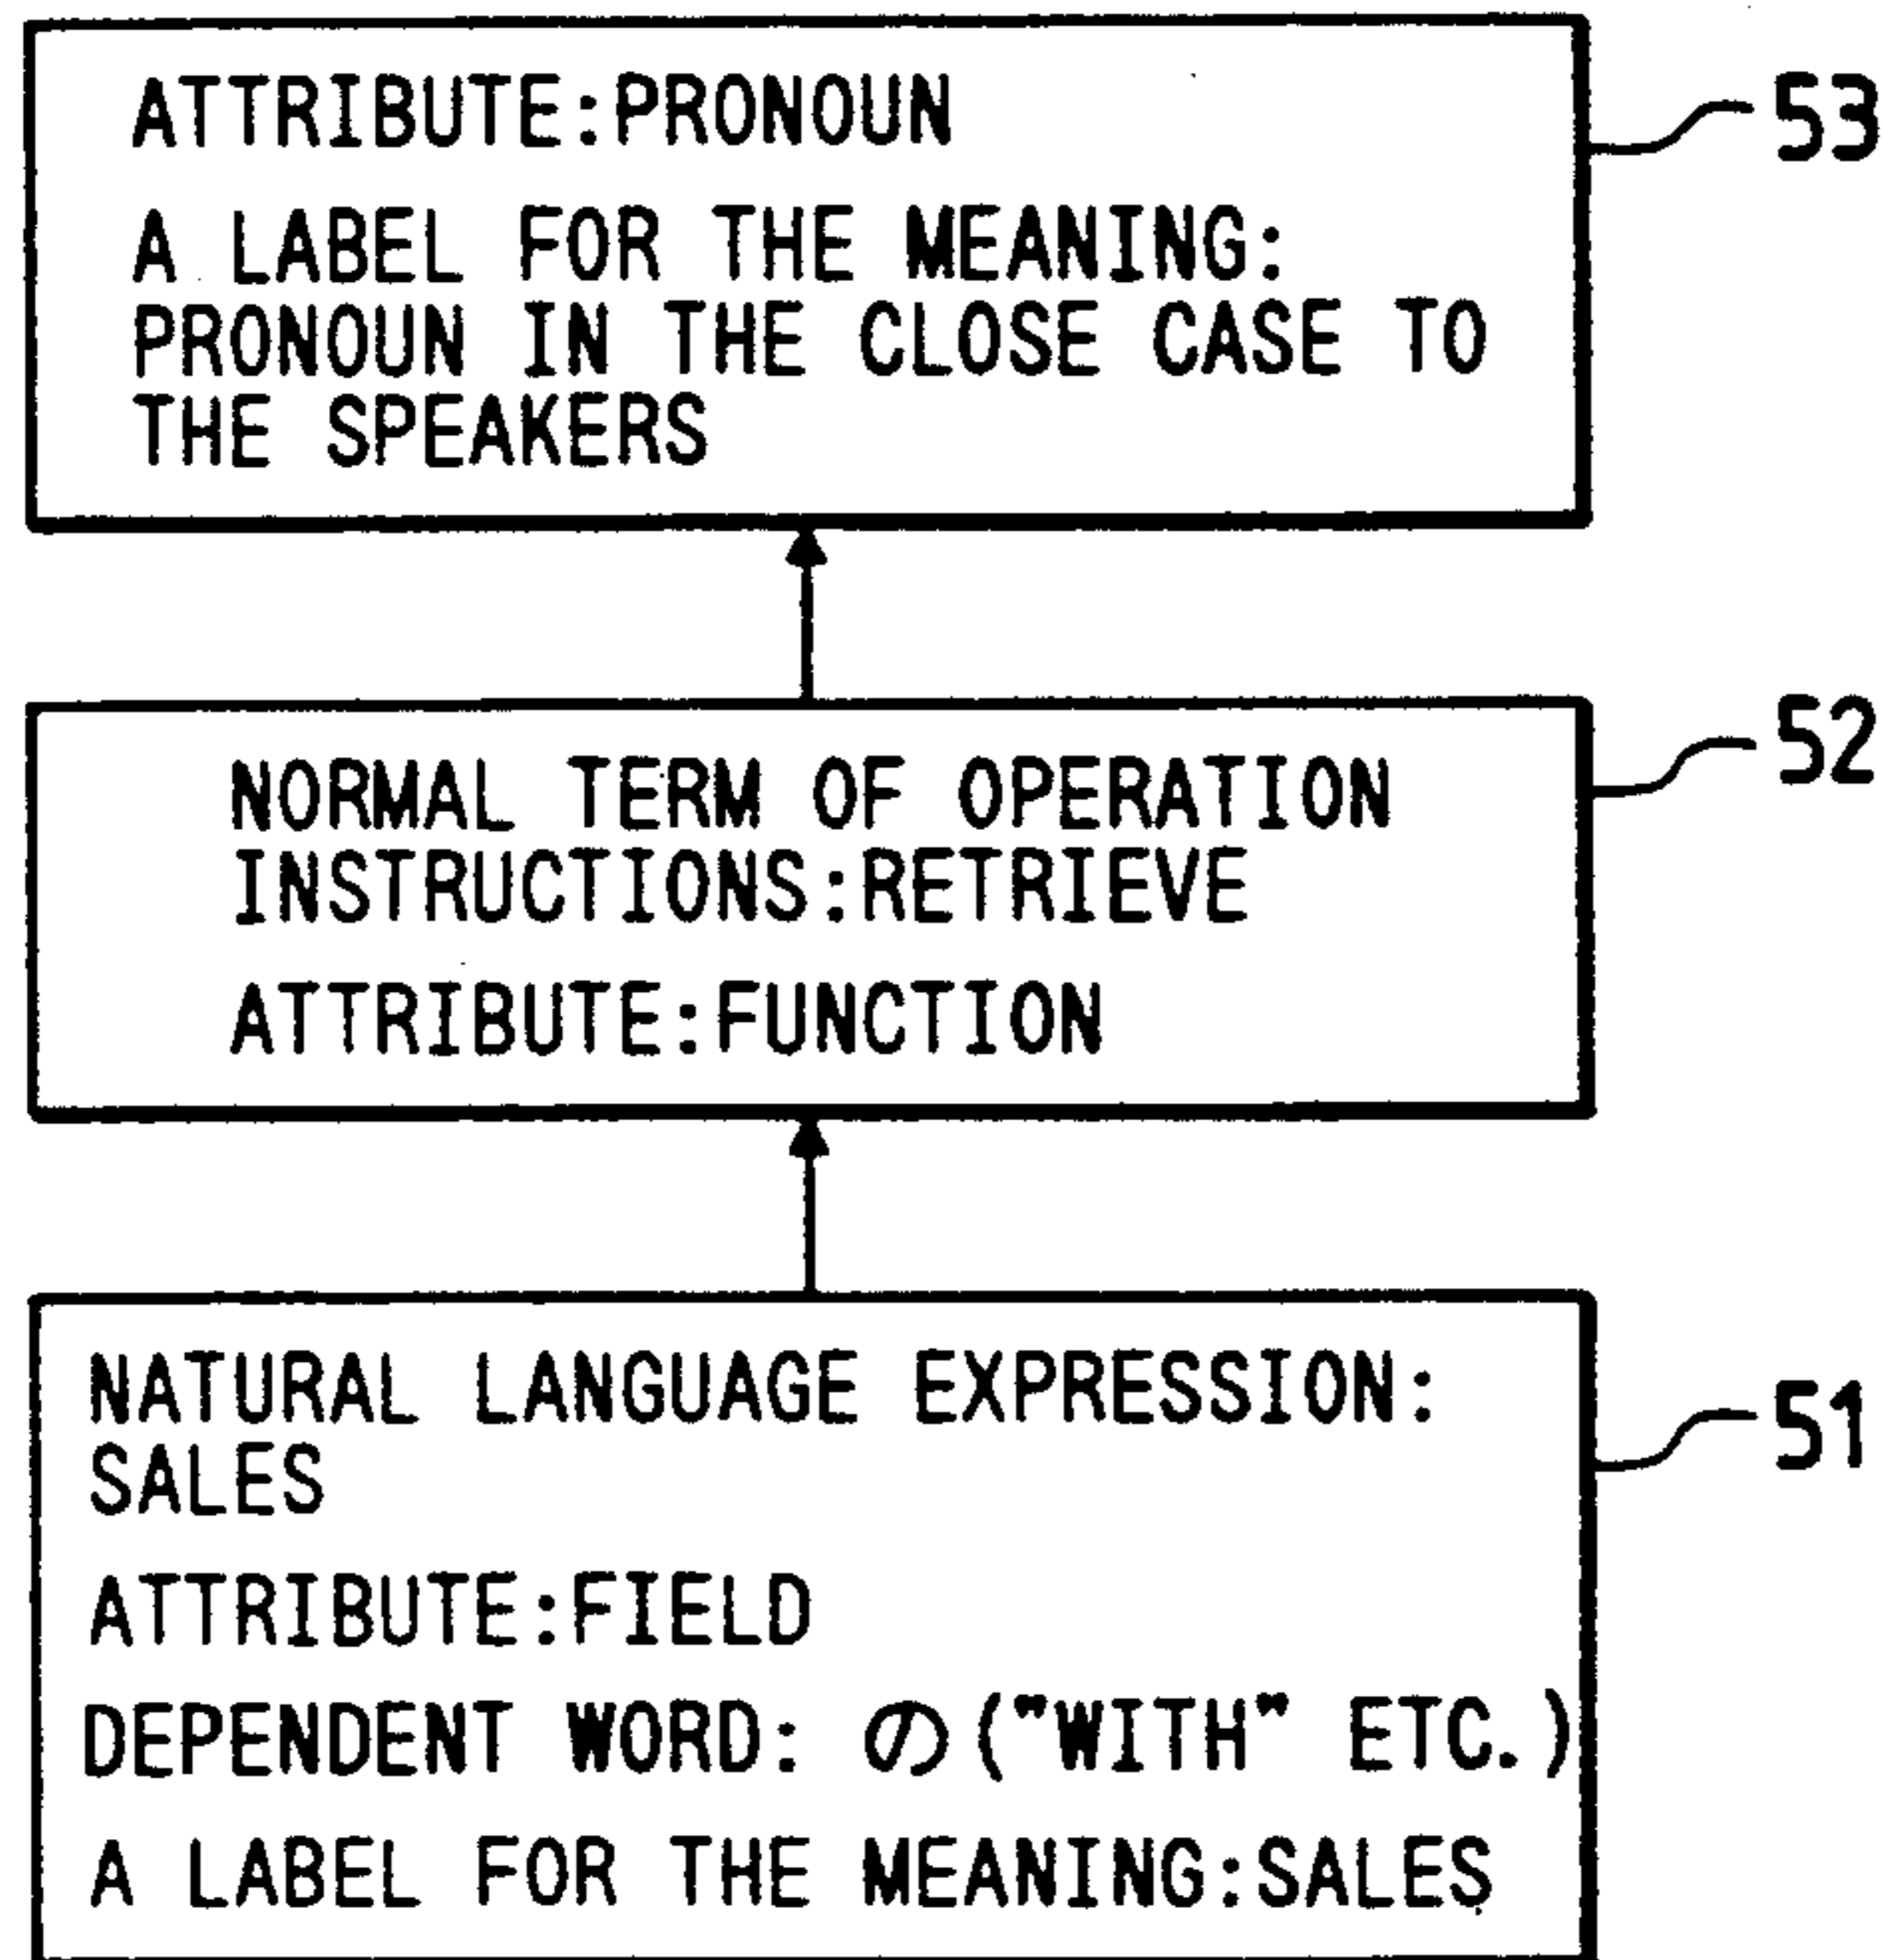 ATTRIBUTE:PRONOUN
53
A LABEL FOR THE MEANING:
PRONOUN IN THE CLOSE CASE TO
THE SPEAKERS
52
NORMAL TERM OF OPERATION
INSTRUCTIONS:RETRIEVE
ATTRIBUTE:FUNCTION
NATURAL LANGUAGE EXPRESSION:
51
SALES
ATTRIBUTE:FIELD
DEPENDENT WORD: の("WITH" ETC.)
A LABEL FOR THE MEANING:SALES